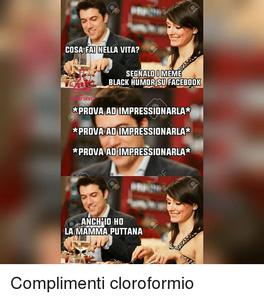 COSA FAI NELLA VITA?
SEGNALO I MEME
BLACK HUMOR SU FACEBOOK
*PROVA AD IMPRESSIONARLA*
*PROVA AD IMPRESSIONARLA*
*PROVA AD IMPRESSIONARLA*
ANCH'IO HO
LA MAMMA PUTTANA
Complimenti cloroformio